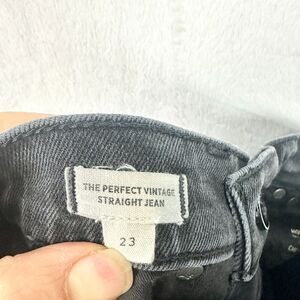 THE PERFECT VINTAGE
STRAIGHT JEAN
23